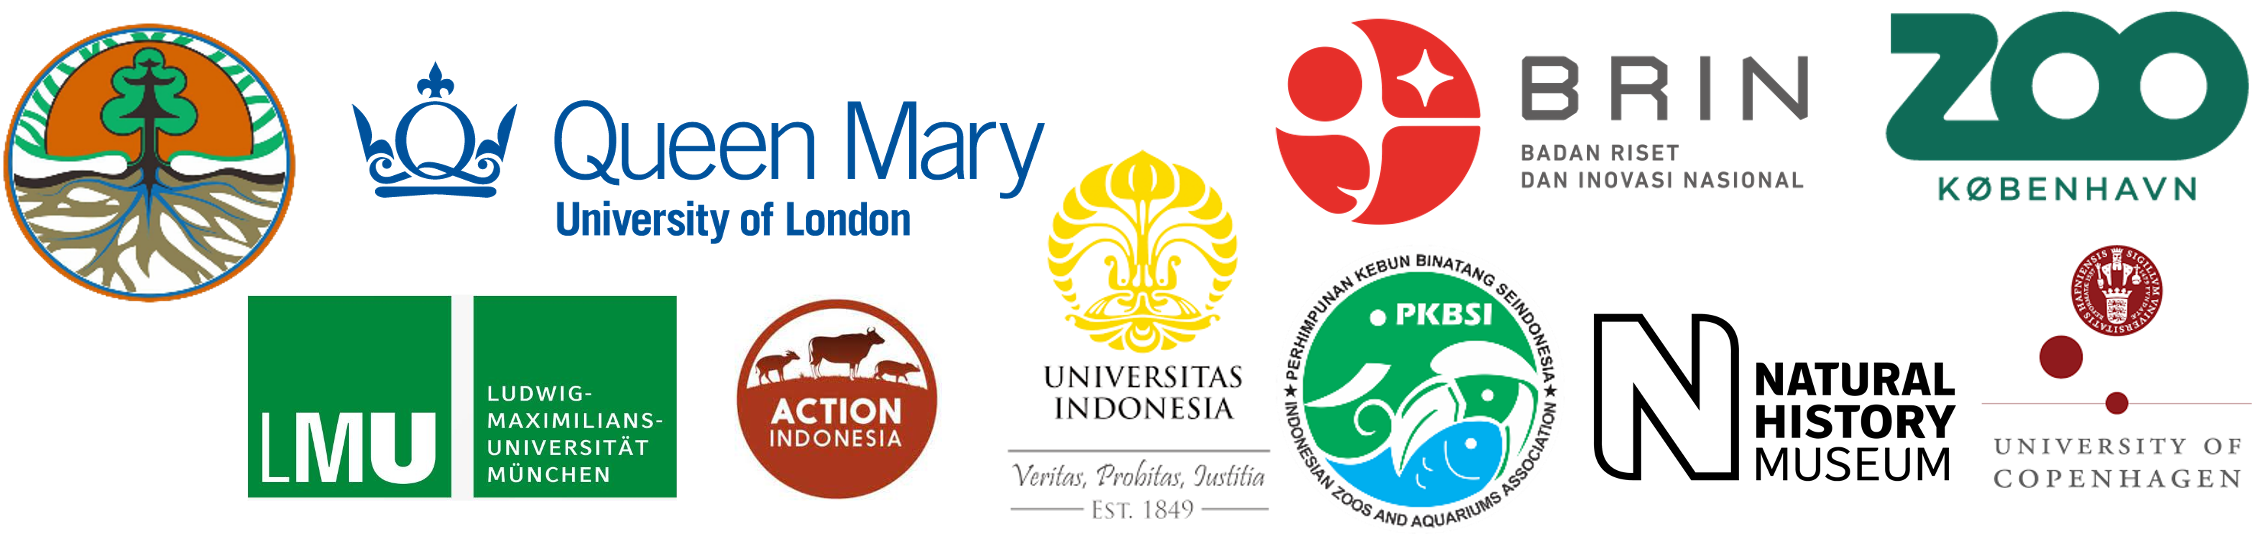 Queen Mary
University of London
BRIN
BADAN RISET
DAN INOVASI NASIONAL
ZOO
KØBENHAVN
LMU
LUDWIG-
MAXIMILIANS-
UNIVERSITÄT
MÜNCHEN
ACTION
INDONESIA
UNIVERSITAS
INDONESIA
Veritas, Probitas, Iustitia
EST. 1849
PERHIMPUNAN KEBUN BINATANG SEINDONESIA
PKBSI
INDONESIAN ZOOS AND AQUARIUMS ASSOCIATION
N
NATURAL
HISTORY
MUSEUM
UNIVERSITY OF
COPENHAGEN